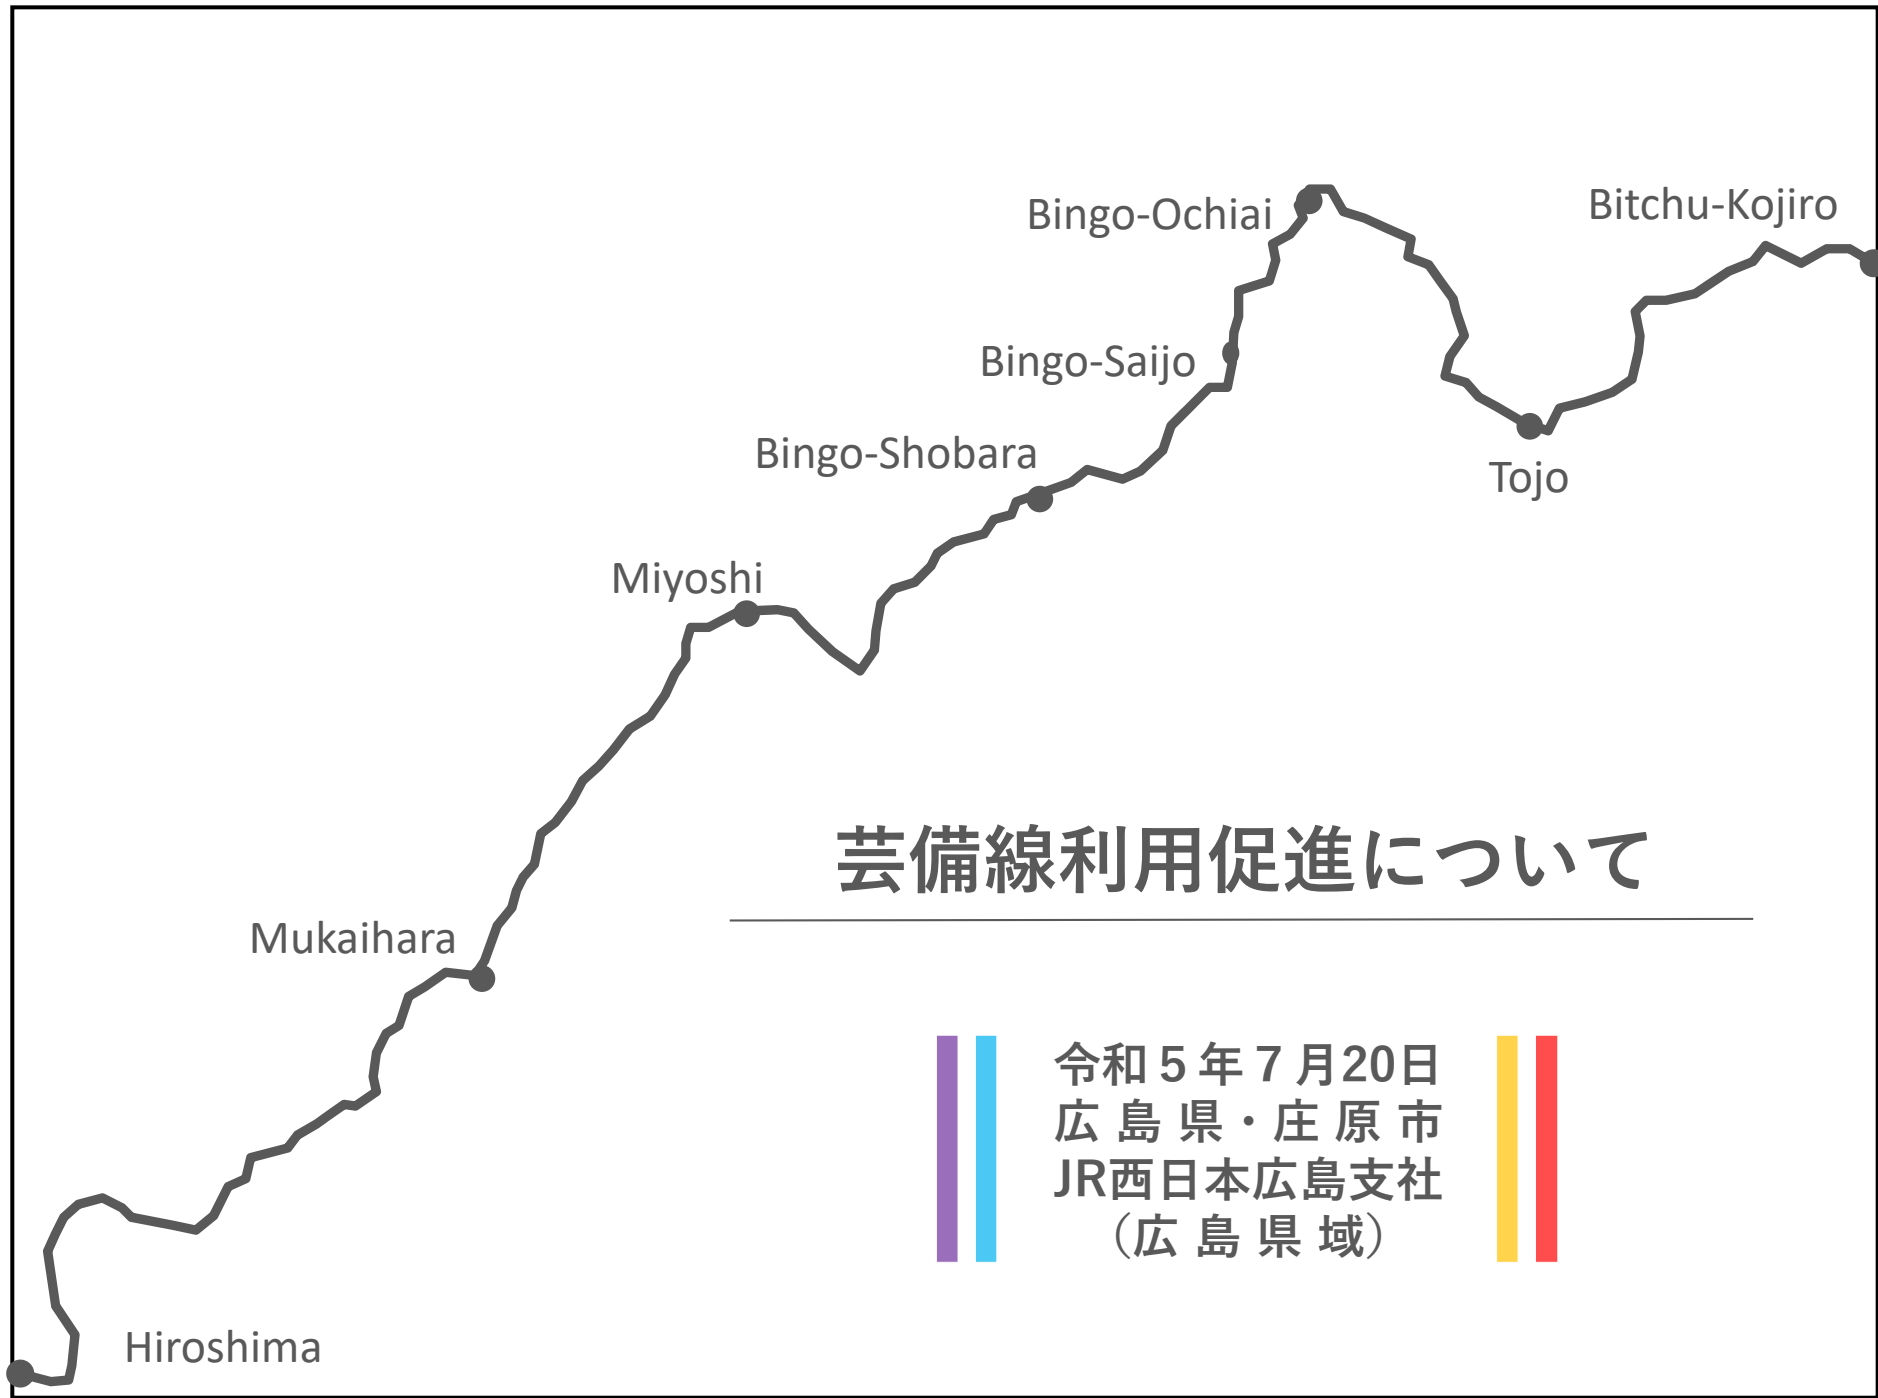 Bingo-Ochiai
Bitchu-Kojiro
Bingo-Saijo
Bingo-Shobara
Tojo
Miyoshi
芸備線利用促進について
Mukaihara
令和５年７月20日
広島県・庄原市
JR西日本広島支社
（広島県域）
Hiroshima